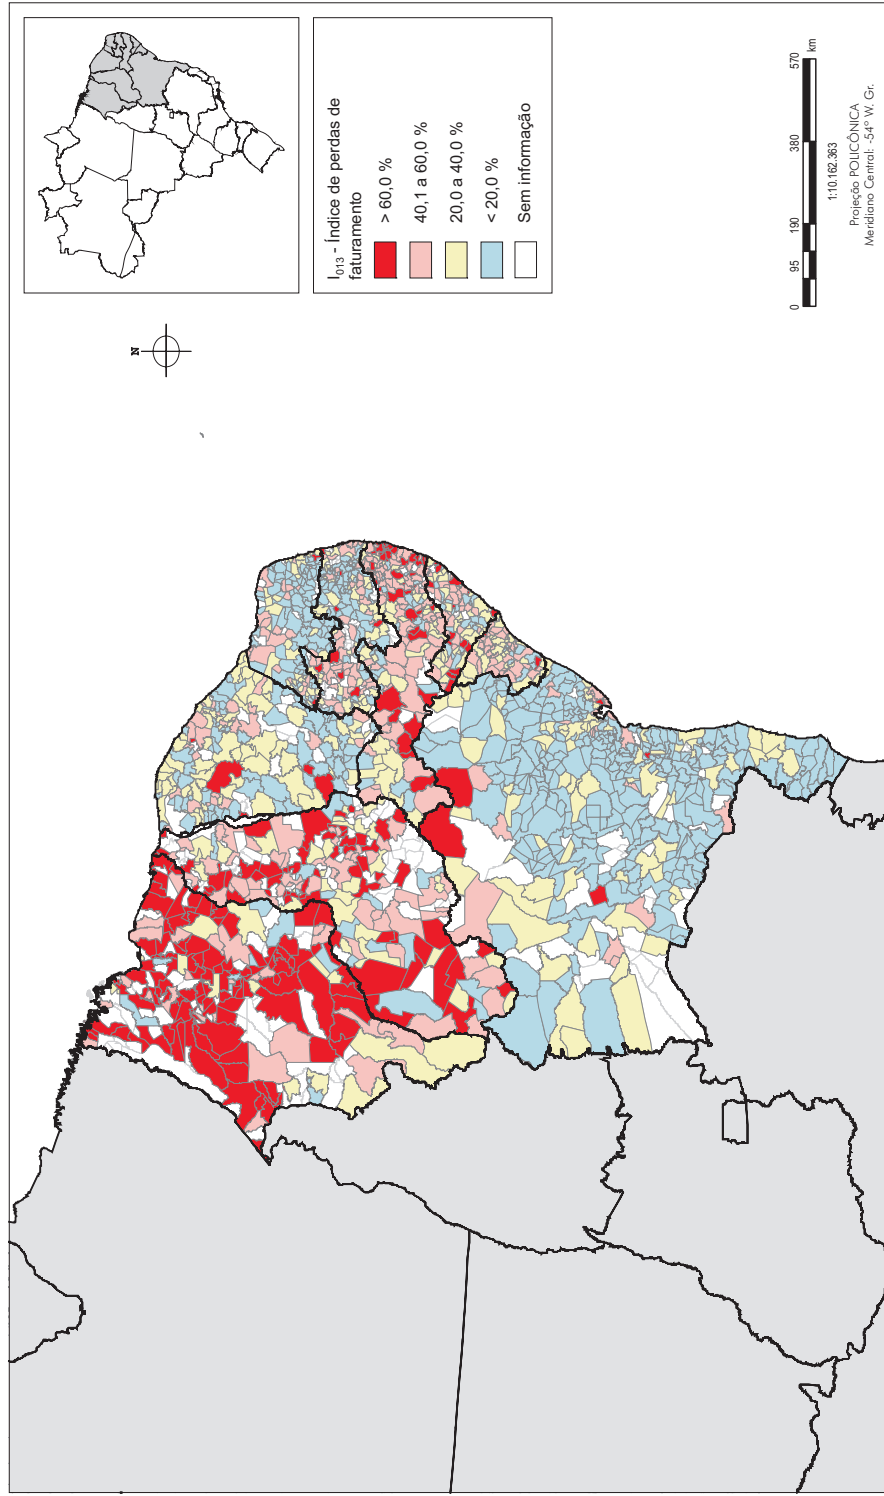 N
I013 - Índice de perdas de
faturamento
> 60,0 %
40,1 a 60,0 %
20,0 a 40,0 %
< 20,0 %
Sem informação
0 95 190 380 570
km
1:10.162.363
Projeção POLICÔNICA
Meridiano Central: -54° W. Gr.